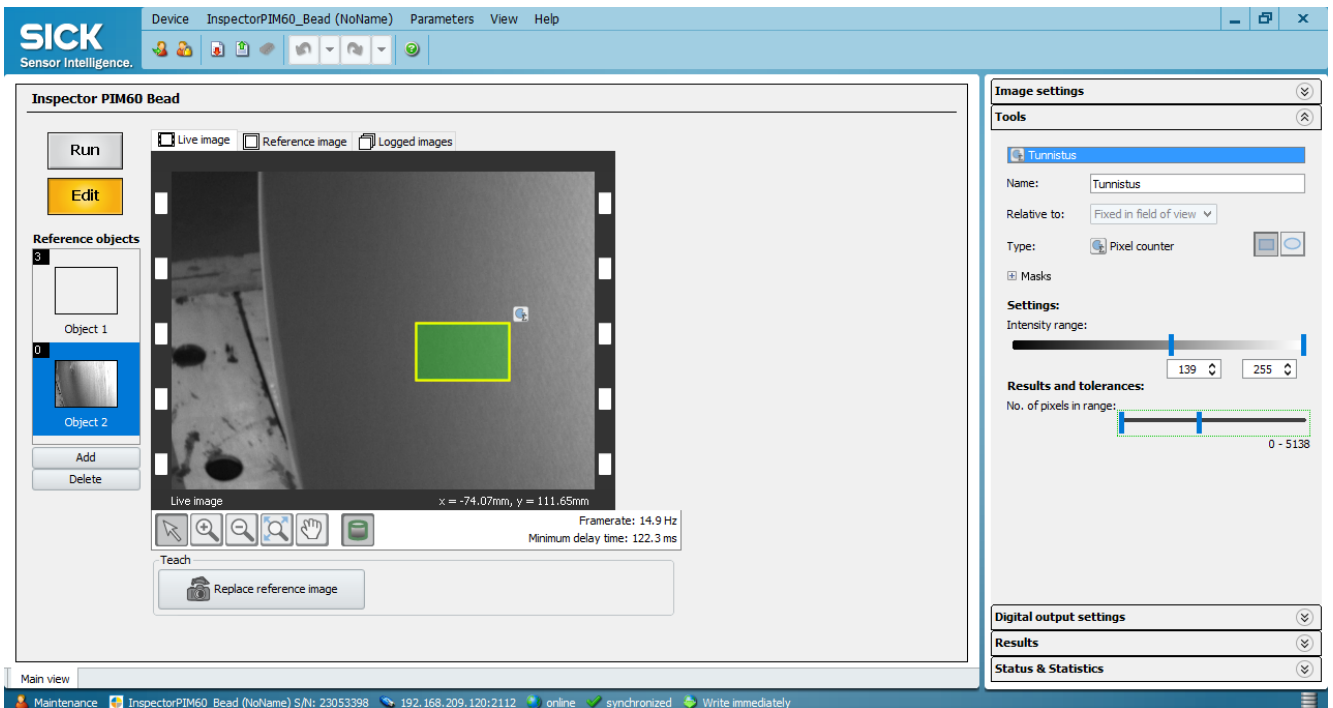 SICK
Sensor Intelligence.
Device InspectorPIM60_Bead (NoName) Parameters View Help
Inspector PIM60 Bead
Run
Edit
Reference objects
3
Object 1
0
Object 2
Add
Delete
Live image Reference image Logged images
Live image x = -74.07mm, y = 111.65mm
Framerate: 14.9 Hz
Minimum delay time: 122.3 ms
Teach
Replace reference image
Main view
Image settings
Tools
Tunnistus
Name: Tunnistus
Relative to: Fixed in field of view
Type: Pixel counter
Masks
Settings:
Intensity range:
139 255
Results and tolerances:
No. of pixels in range:
0 - 5138
Digital output settings
Results
Status & Statistics
Maintenance InspectorPIM60_Bead (NoName) S/N: 23053398 192.168.209.120:2112 online synchronized Write immediately